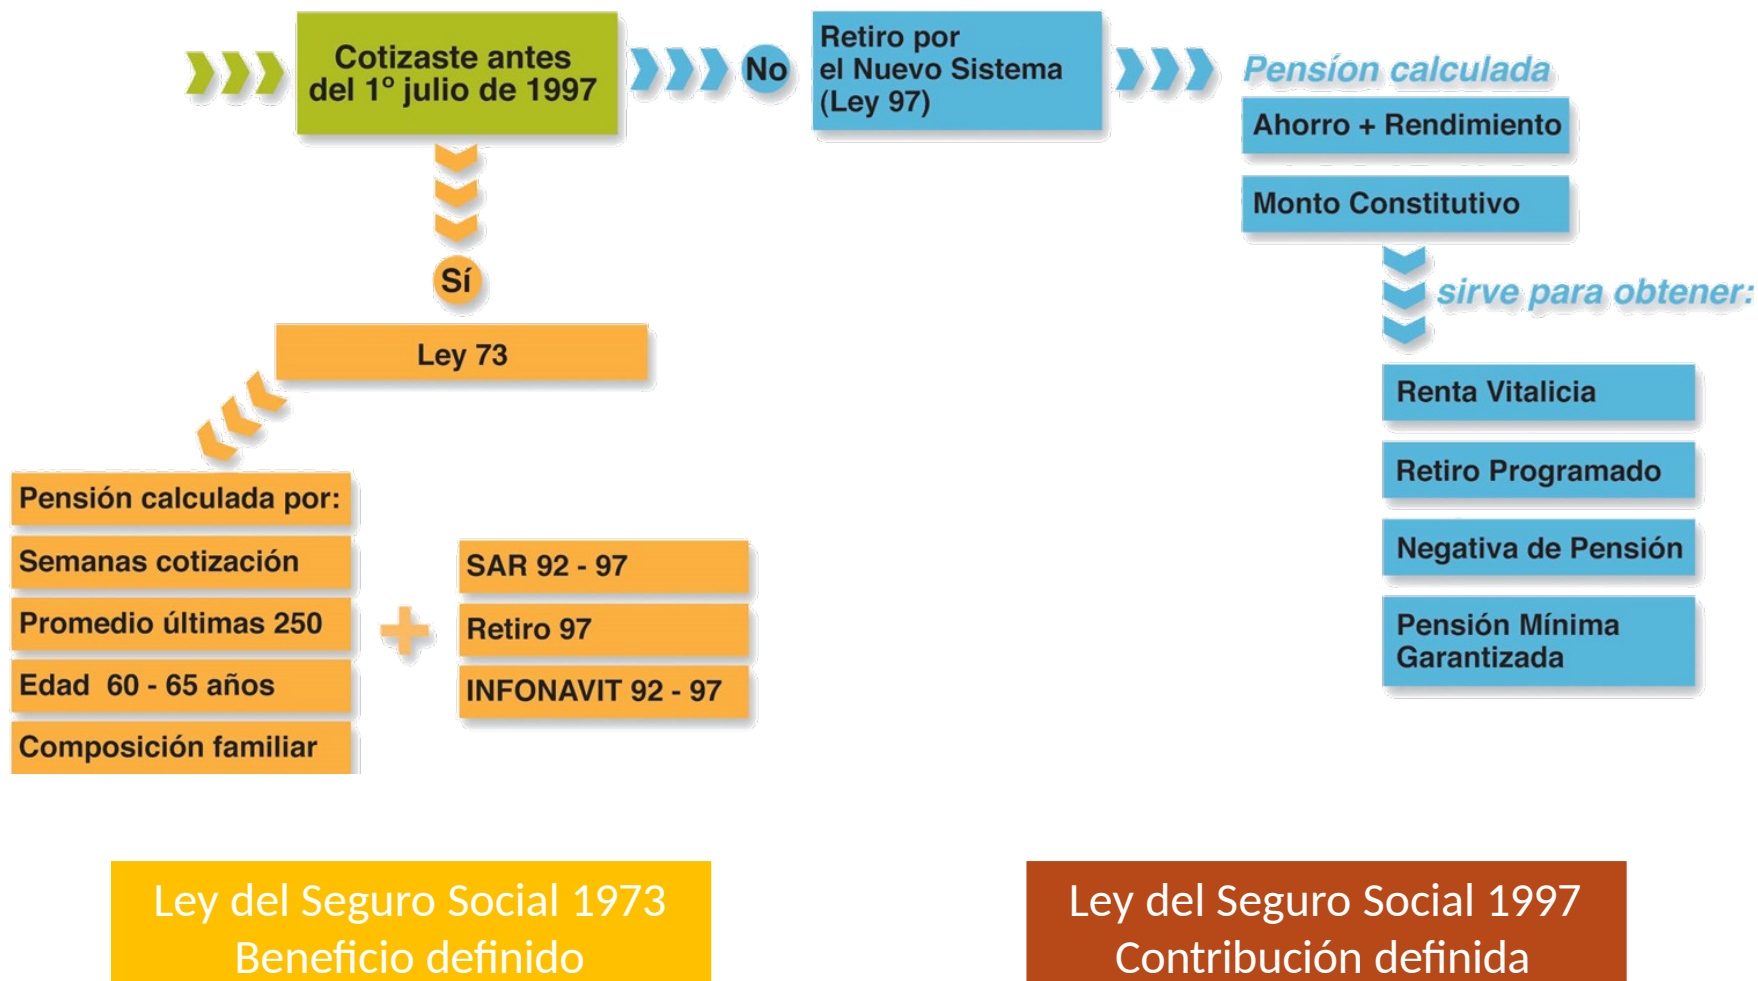 Cotizaste antes
del 1º julio de 1997
No
Retiro por
el Nuevo Sistema
(Ley 97)
Pensíon calculada
Ahorro + Rendimiento
Monto Constitutivo
sirve para obtener:
Renta Vitalicia
Retiro Programado
Negativa de Pensión
Pensión Mínima
Garantizada
Sí
Ley 73
Pensión calculada por:
Semanas cotización
Promedio últimas 250
Edad 60 - 65 años
Composición familiar
+
SAR 92 - 97
Retiro 97
INFONAVIT 92 - 97
Ley del Seguro Social 1973
Beneficio definido
Ley del Seguro Social 1997
Contribución definida